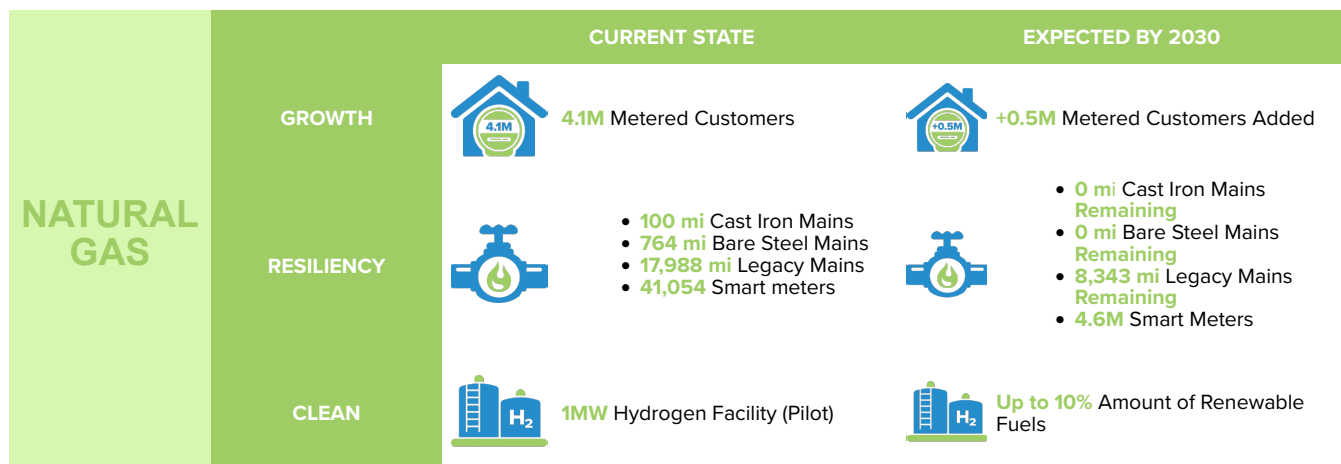 CURRENT STATE
EXPECTED BY 2030
NATURAL
GAS
GROWTH
4.1M
4.1M Metered Customers
+0.5M
+0.5M Metered Customers Added
RESILIENCY
• 100 mi Cast Iron Mains
• 764 mi Bare Steel Mains
• 17,988 mi Legacy Mains
• 41,054 Smart meters
• 0 mi Cast Iron Mains
Remaining
• 0 mi Bare Steel Mains
Remaining
• 8,343 mi Legacy Mains
Remaining
• 4.6M Smart Meters
CLEAN
H₂
1MW Hydrogen Facility (Pilot)
H₂
Up to 10% Amount of Renewable
Fuels